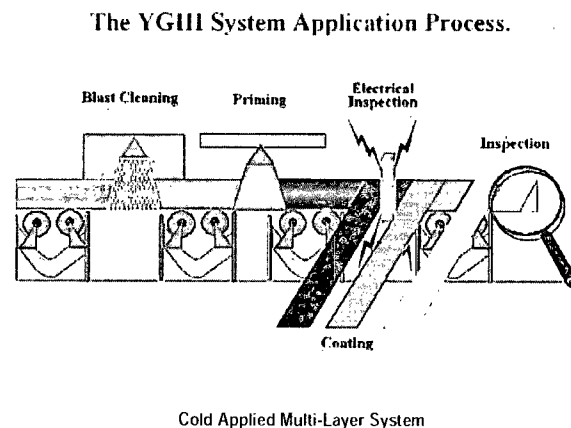 The YGIII System Application Process.
Blast Cleaning
Priming
Electrical
Inspection
Inspection
Coating
Cold Applied Multi-Layer System